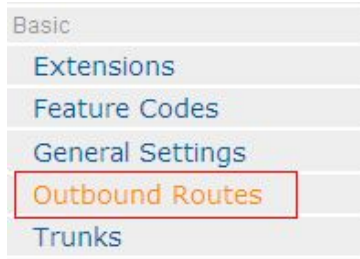 Basic
Extensions
Feature Codes
General Settings
Outbound Routes
Trunks